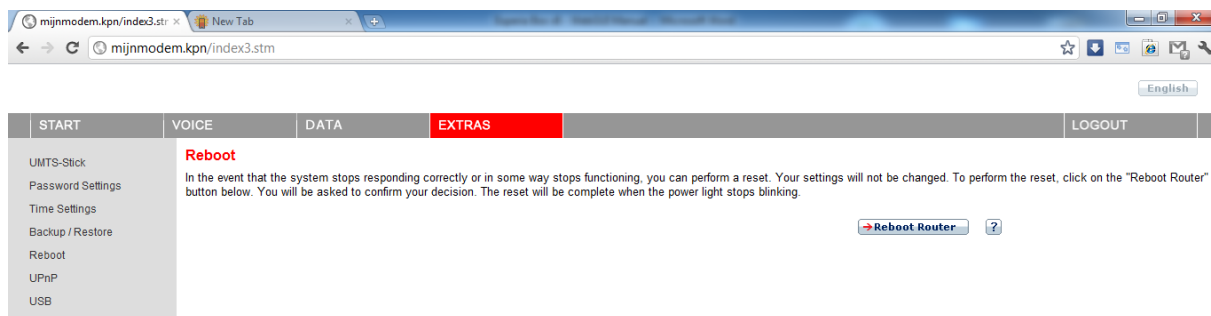 mijnmodem.kpn/index3.str
New Tab
mijnmodem.kpn/index3.stm
English
START VOICE DATA EXTRAS LOGOUT
UMTS-Stick
Password Settings
Time Settings
Backup / Restore
Reboot
UPnP
USB
Reboot
In the event that the system stops responding correctly or in some way stops functioning, you can perform a reset. Your settings will not be changed. To perform the reset, click on the "Reboot Router"
button below. You will be asked to confirm your decision. The reset will be complete when the power light stops blinking.
Reboot Router ?